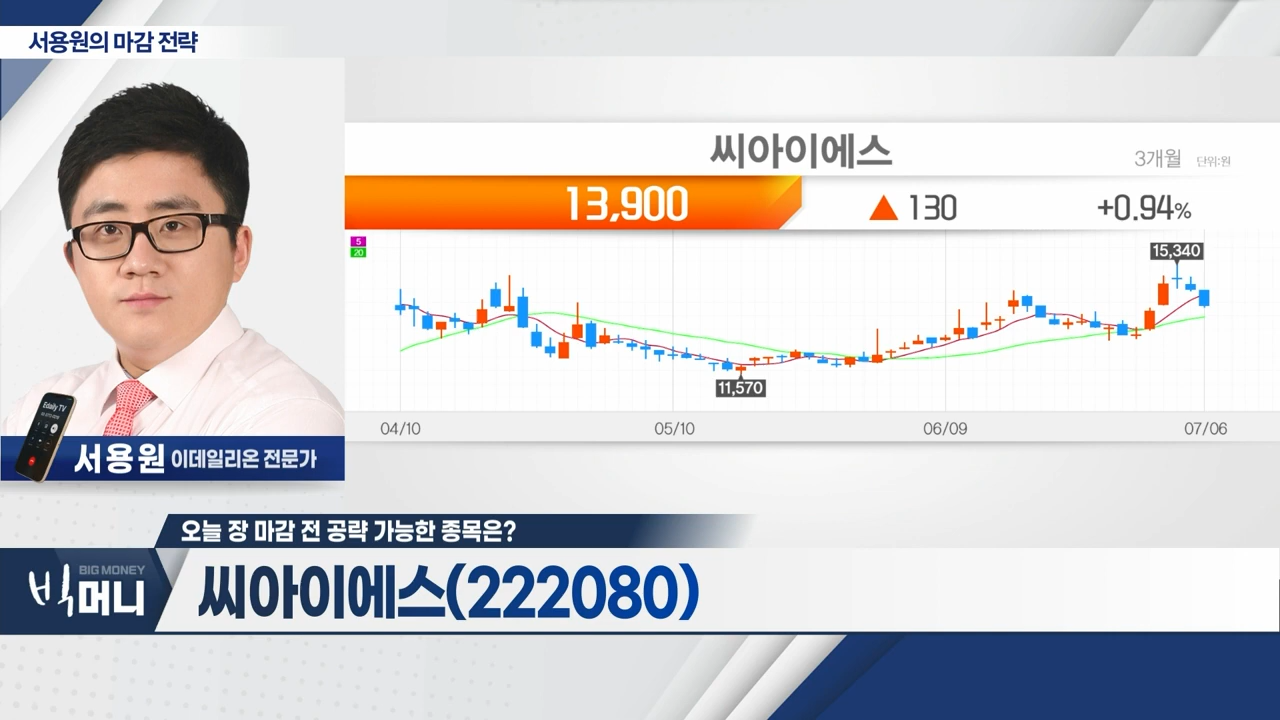 서용원의 마감 전략
씨아이에스
3개월 단위:원
13,900 ▲ 130 +0.94%
5
20
15,340
11,570
04/10 05/10 06/09 07/06
Edaily TV
서용원 이데일리온 전문가
오늘 장 마감 전 공략 가능한 종목은?
BIG MONEY
빅머니
씨아이에스(222080)